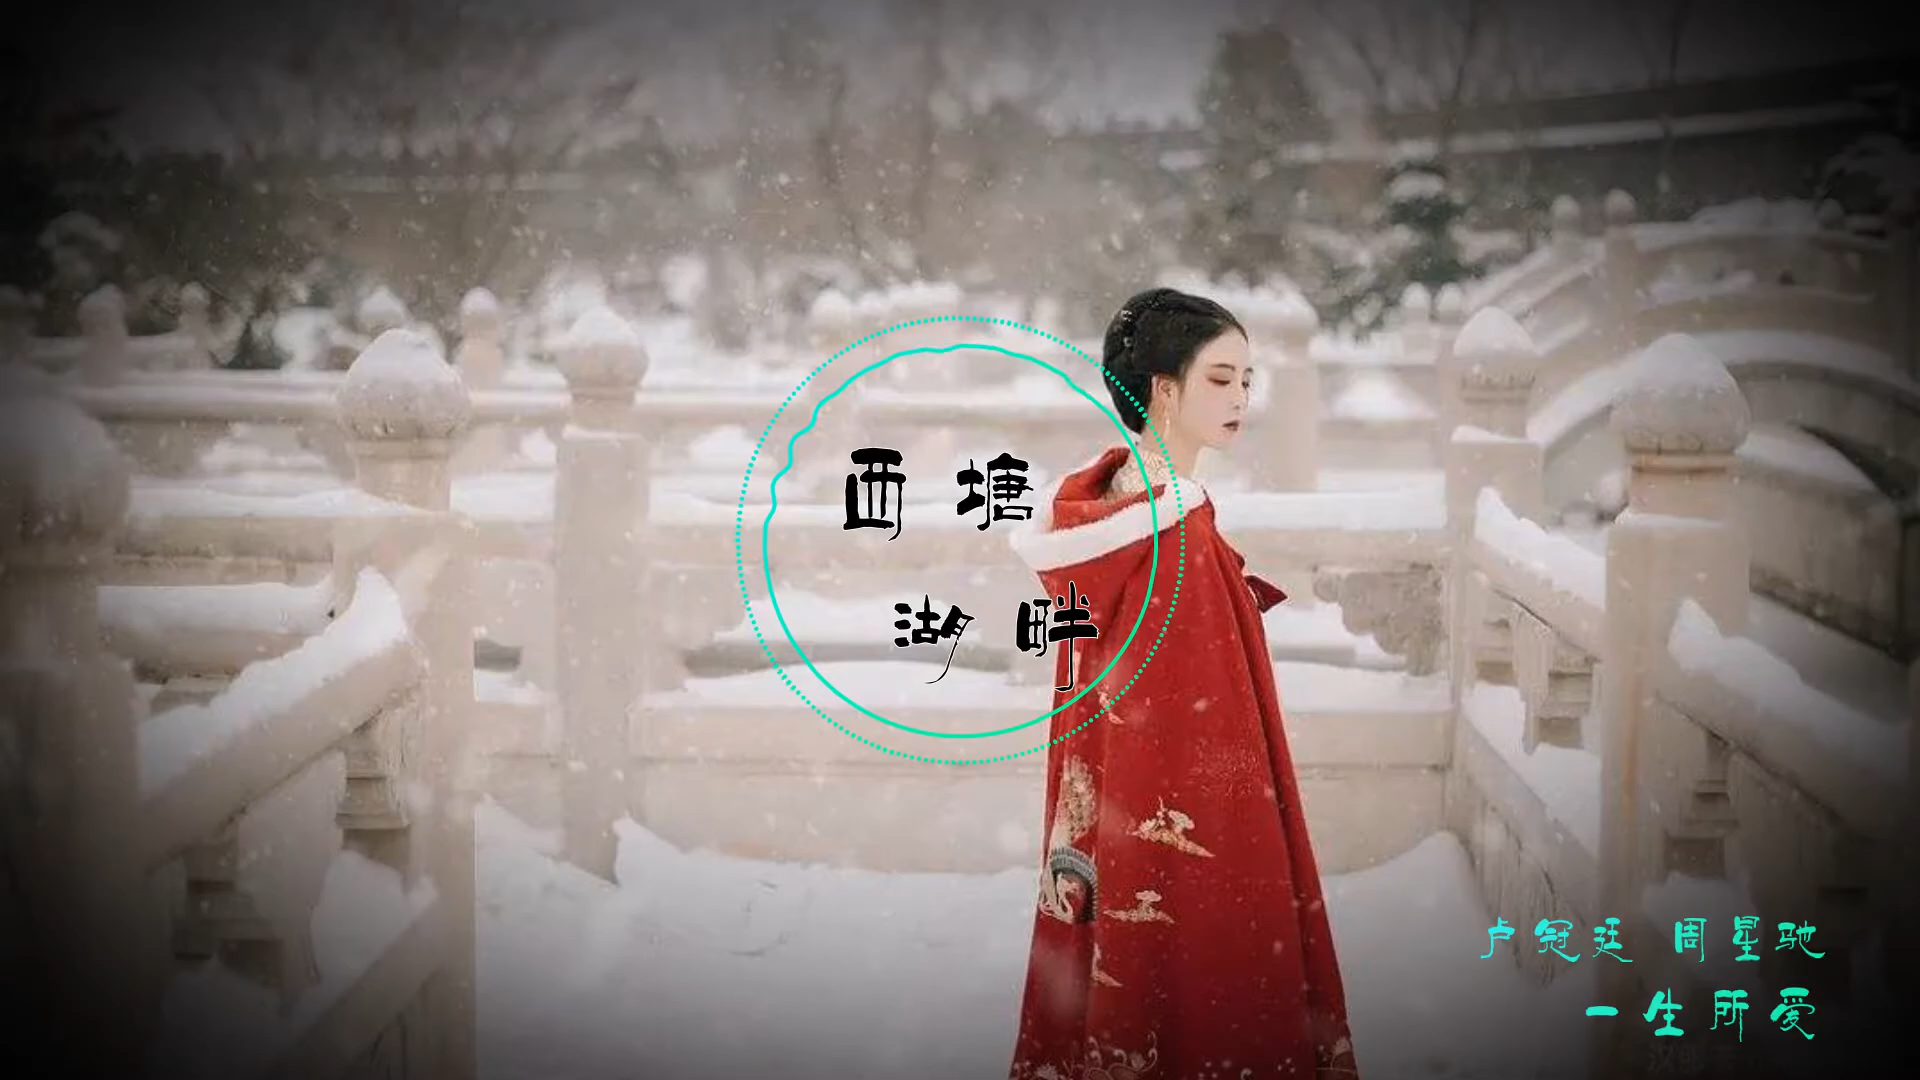 西塘
湖畔
卢冠廷 周星驰
一生所爱